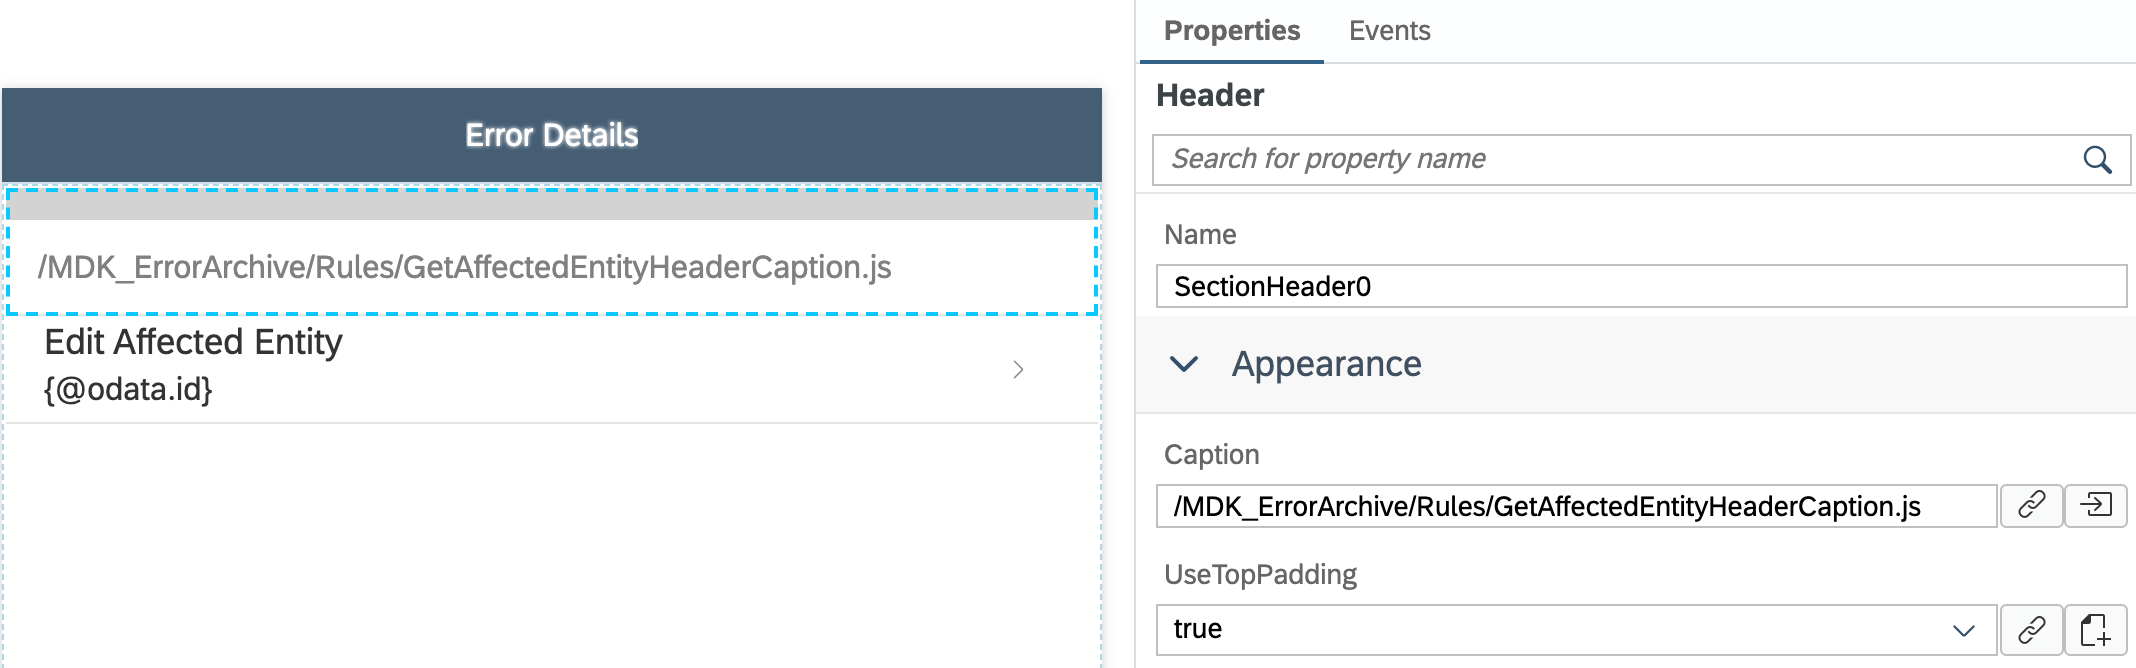 Error Details
/MDK_ErrorArchive/Rules/GetAffectedEntityHeaderCaption.js
Edit Affected Entity
{@odata.id}
Properties Events
Header
Search for property name
Name
SectionHeader0
Appearance
Caption
/MDK_ErrorArchive/Rules/GetAffectedEntityHeaderCaption.js
UseTopPadding
true